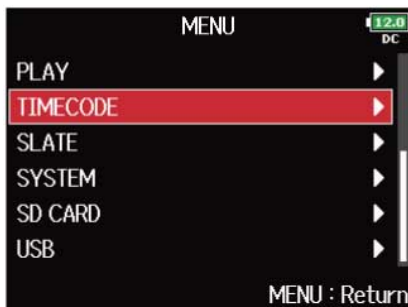 MENU
12.0
DC
PLAY
TIMECODE
SLATE
SYSTEM
SD CARD
USB
MENU : Return